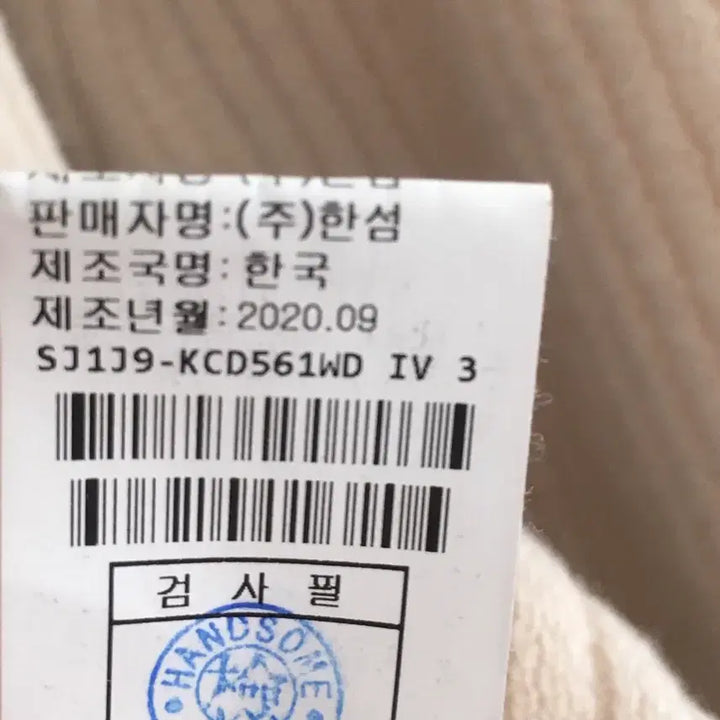 판매자명:(주)한섬
제조국명:한국
제조년월:2020.09
SJ1J9-KCD561WD IV 3
검 사 필
HANDSOME